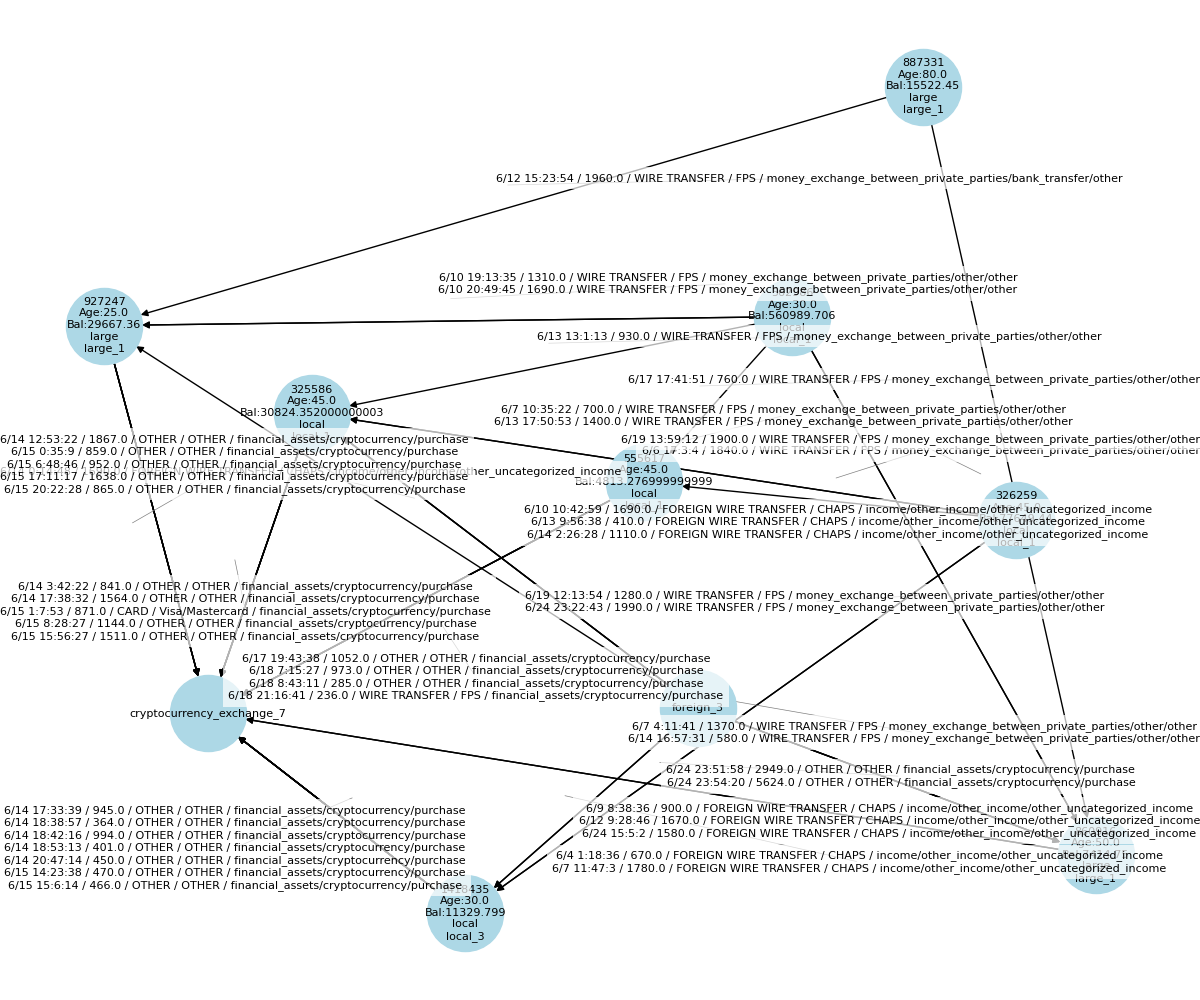 887331
Age:80.0
Bal:15522.45
large
large_1
6/12 15:23:54 / 1960.0 / WIRE TRANSFER / FPS / money_exchange_between_private_parties/bank_transfer/other
6/10 19:13:35 / 1310.0 / WIRE TRANSFER / FPS / money_exchange_between_private_parties/other/other
6/10 20:49:45 / 1690.0 / WIRE TRANSFER / FPS / money_exchange_between_private_parties/other/other
927247
Age:25.0
Bal:29667.36
large
large_1
Age:30.0
Bal:560989.706
local
6/13 13:1:13 / 930.0 / WIRE TRANSFER / FPS / money_exchange_between_private_parties/other/other
6/17 17:41:51 / 760.0 / WIRE TRANSFER / FPS / money_exchange_between_private_parties/other/other
325586
Age:45.0
Bal:30824.352000000003
local
6/7 10:35:22 / 700.0 / WIRE TRANSFER / FPS / money_exchange_between_private_parties/other/other
6/13 17:50:53 / 1400.0 / WIRE TRANSFER / FPS / money_exchange_between_private_parties/other/other
6/14 12:53:22 / 1867.0 / OTHER / OTHER / financial_assets/cryptocurrency/purchase
6/15 0:35:9 / 859.0 / OTHER / OTHER / financial_assets/cryptocurrency/purchase
6/15 6:48:46 / 952.0 / OTHER / OTHER / financial_assets/cryptocurrency/purchase
6/15 17:11:17 / 1638.0 / OTHER / OTHER / financial_assets/cryptocurrency/purchase
6/15 20:22:28 / 865.0 / OTHER / OTHER / financial_assets/cryptocurrency/purchase
other_uncategorized_income
6/19 13:59:12 / 1900.0 / WIRE TRANSFER / FPS / money_exchange_between_private_parties/other/other
6/6 17:3:4 / 1840.0 / WIRE TRANSFER / FPS / money_exchange_between_private_parties/other/other
Age:45.0
Bal:4813.276999999999
local
326259
local_1
6/10 10:42:59 / 1690.0 / FOREIGN WIRE TRANSFER / CHAPS / income/other_income/other_uncategorized_income
6/13 9:56:38 / 410.0 / FOREIGN WIRE TRANSFER / CHAPS / income/other_income/other_uncategorized_income
6/14 2:26:28 / 1110.0 / FOREIGN WIRE TRANSFER / CHAPS / income/other_income/other_uncategorized_income
6/14 3:42:22 / 841.0 / OTHER / OTHER / financial_assets/cryptocurrency/purchase
6/14 17:38:32 / 1564.0 / OTHER / OTHER / financial_assets/cryptocurrency/purchase
6/15 1:7:53 / 871.0 / CARD / Visa/Mastercard / financial_assets/cryptocurrency/purchase
6/15 8:28:27 / 1144.0 / OTHER / OTHER / financial_assets/cryptocurrency/purchase
6/15 15:56:27 / 1511.0 / OTHER / OTHER / financial_assets/cryptocurrency/purchase
6/19 12:13:54 / 1280.0 / WIRE TRANSFER / FPS / money_exchange_between_private_parties/other/other
6/24 23:22:43 / 1990.0 / WIRE TRANSFER / FPS / money_exchange_between_private_parties/other/other
6/17 19:43:38 / 1052.0 / OTHER / OTHER / financial_assets/cryptocurrency/purchase
6/18 7:15:27 / 973.0 / OTHER / OTHER / financial_assets/cryptocurrency/purchase
6/18 8:43:11 / 285.0 / OTHER / OTHER / financial_assets/cryptocurrency/purchase
6/18 21:16:41 / 236.0 / WIRE TRANSFER / FPS / financial_assets/cryptocurrency/purchase
cryptocurrency_exchange_7
foreign_3
6/7 4:11:41 / 1370.0 / WIRE TRANSFER / FPS / money_exchange_between_private_parties/other/other
6/14 16:57:31 / 580.0 / WIRE TRANSFER / FPS / money_exchange_between_private_parties/other/other
6/24 23:51:58 / 2949.0 / OTHER / OTHER / financial_assets/cryptocurrency/purchase
6/24 23:54:20 / 5624.0 / OTHER / OTHER / financial_assets/cryptocurrency/purchase
6/9 8:38:36 / 900.0 / FOREIGN WIRE TRANSFER / CHAPS / income/other_income/other_uncategorized_income
6/12 9:28:46 / 1670.0 / FOREIGN WIRE TRANSFER / CHAPS / income/other_income/other_uncategorized_income
6/24 15:5:2 / 1580.0 / FOREIGN WIRE TRANSFER / CHAPS / income/other_income/other_uncategorized_income
Age:50.0
6/4 1:18:36 / 670.0 / FOREIGN WIRE TRANSFER / CHAPS / income/other_income/other_uncategorized_income
6/7 11:47:3 / 1780.0 / FOREIGN WIRE TRANSFER / CHAPS / income/other_income/other_uncategorized_income
large_1
6/14 17:33:39 / 945.0 / OTHER / OTHER / financial_assets/cryptocurrency/purchase
6/14 18:38:57 / 364.0 / OTHER / OTHER / financial_assets/cryptocurrency/purchase
6/14 18:42:16 / 994.0 / OTHER / OTHER / financial_assets/cryptocurrency/purchase
6/14 18:53:13 / 401.0 / OTHER / OTHER / financial_assets/cryptocurrency/purchase
6/14 20:47:14 / 450.0 / OTHER / OTHER / financial_assets/cryptocurrency/purchase
6/15 14:23:38 / 470.0 / OTHER / OTHER / financial_assets/cryptocurrency/purchase
6/15 15:6:14 / 466.0 / OTHER / OTHER / financial_assets/cryptocurrency/purchase
1418435
Age:30.0
Bal:11329.799
local
local_3